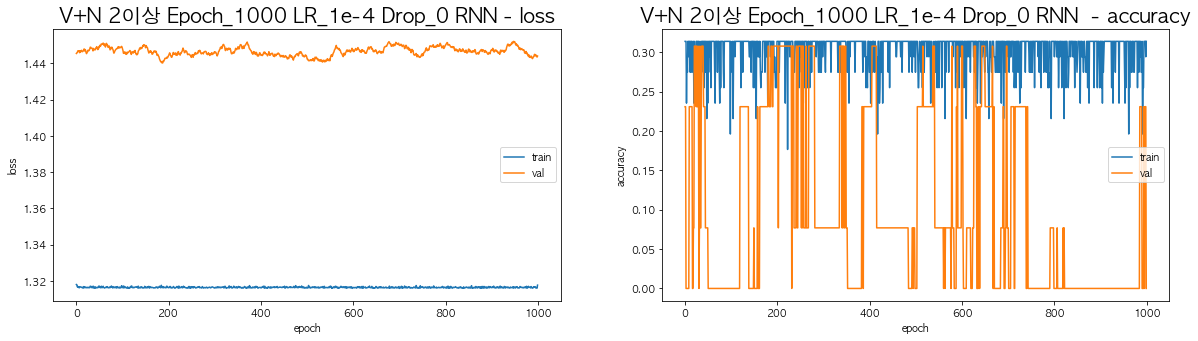 V+N 2이상 Epoch_1000 LR_1e-4 Drop_0 RNN - loss
1.44
1.42
1.40
1.38
1.36
1.34
1.32
loss
train
val
0
200
400
600
800
1000
epoch
V+N 2이상 Epoch_1000 LR_1e-4 Drop_0 RNN  - accuracy
0.30
0.25
0.20
0.15
0.10
0.05
0.00
accuracy
train
val
0
200
400
600
800
1000
epoch